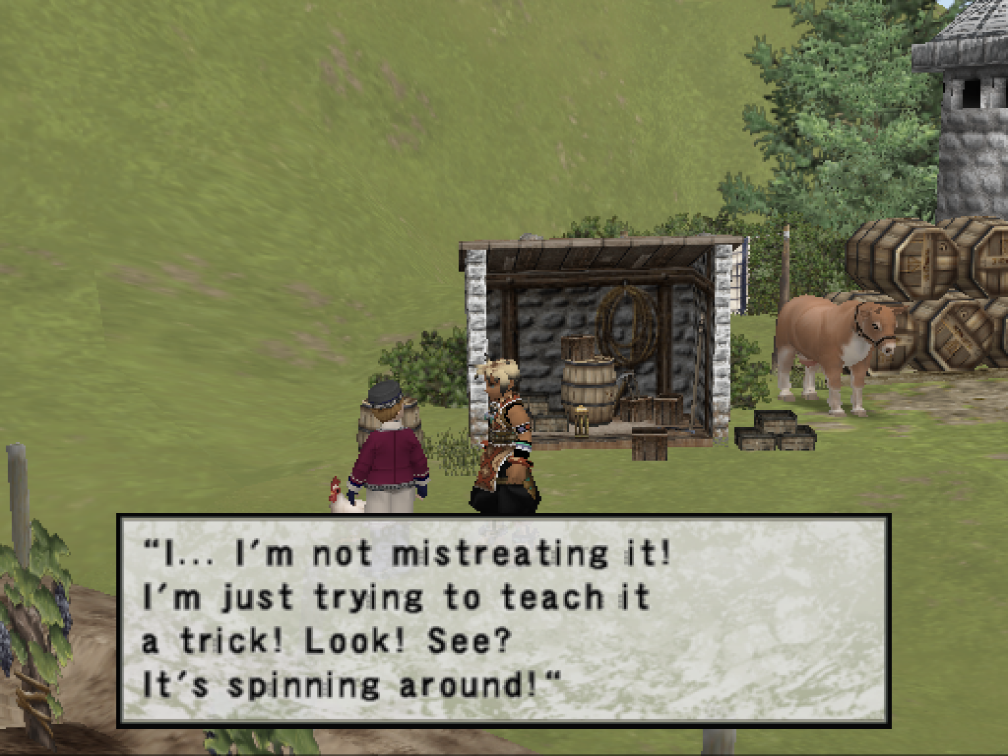 “I... I'm not mistreating it!
I'm just trying to teach it
a trick! Look! See?
It's spinning around!“